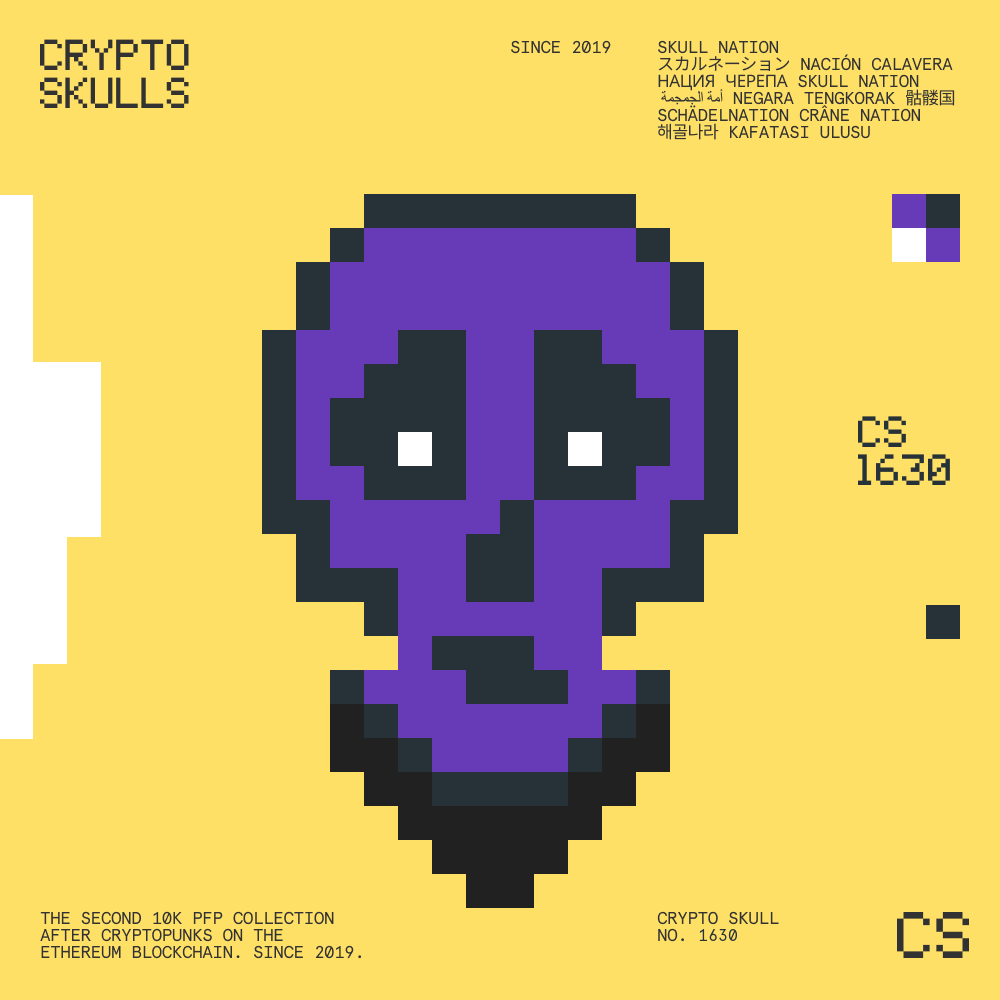 CRYPTO
SKULLS
SINCE 2019
SKULL NATION
スカルネーション NACIÓN CALAVERA
НАЦИЯ ЧЕРЕПА SKULL NATION
أمة الجمجمة NEGARA TENGKORAK 骷髅国
SCHÄDELNATION CRÂNE NATION
해골나라 KAFATASI ULUSU
CS
1630
THE SECOND 10K PFP COLLECTION
AFTER CRYPTOPUNKS ON THE
ETHEREUM BLOCKCHAIN. SINCE 2019.
CRYPTO SKULL
NO. 1630
CS